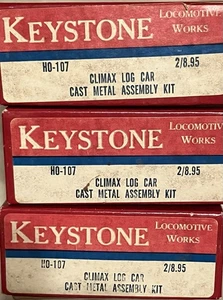 KEYSTONE LOCOMOTIVE WORKS
HO-107 2/8.95
CLIMAX LOG CAR
CAST METAL ASSEMBLY KIT
KEYSTONE LOCOMOTIVE WORKS
HO-107 2/8.95
CLIMAX LOG CAR
CAST METAL ASSEMBLY KIT
KEYSTONE LOCOMOTIVE WORKS
HO-107 2/8.95
CLIMAX LOG CAR
CAST METAL ASSEMBLY KIT